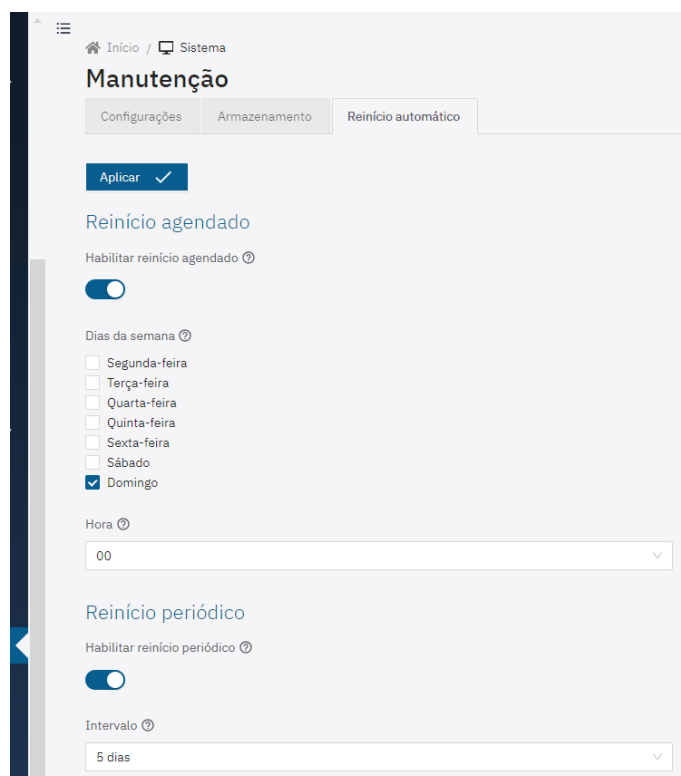 Início / Sistema
Manutenção
Configurações Armazenamento Reinício automático
Aplicar
Reinício agendado
Habilitar reinício agendado
Dias da semana
Segunda-feira
Terça-feira
Quarta-feira
Quinta-feira
Sexta-feira
Sábado
Domingo
Hora
00
Reinício periódico
Habilitar reinício periódico
Intervalo
5 dias